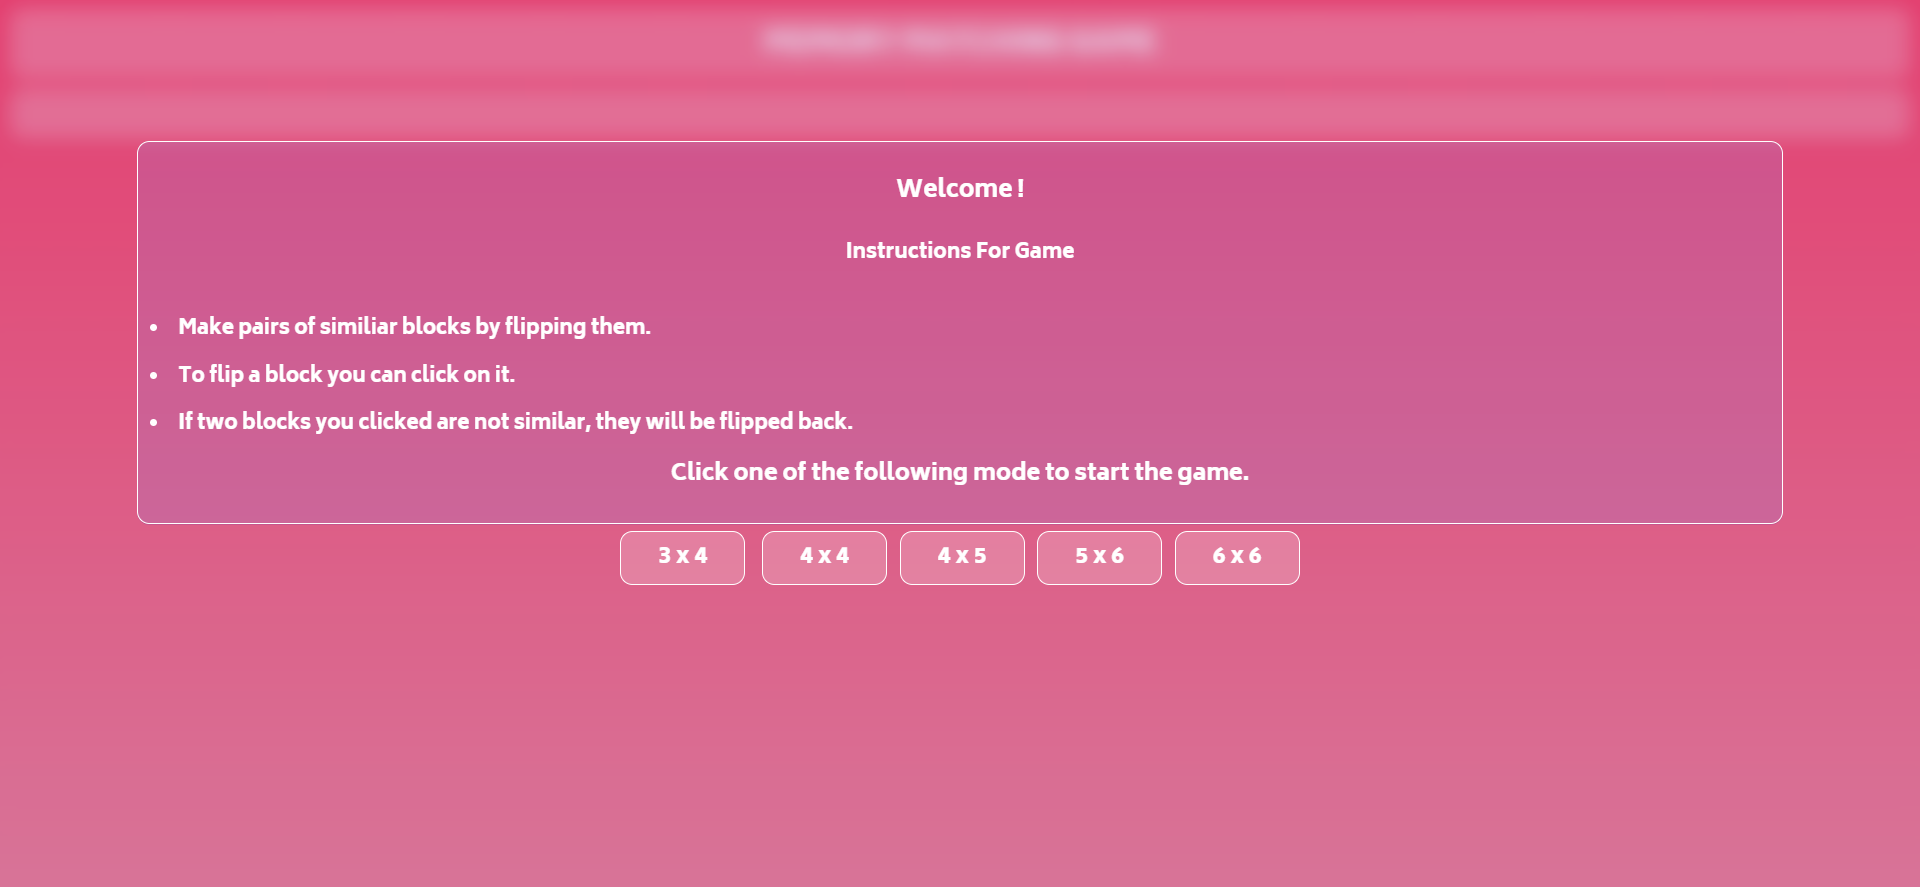 Welcome !
Instructions For Game
• Make pairs of similiar blocks by flipping them.
• To flip a block you can click on it.
• If two blocks you clicked are not similar, they will be flipped back.
Click one of the following mode to start the game.
3 x 4 4 x 4 4 x 5 5 x 6 6 x 6